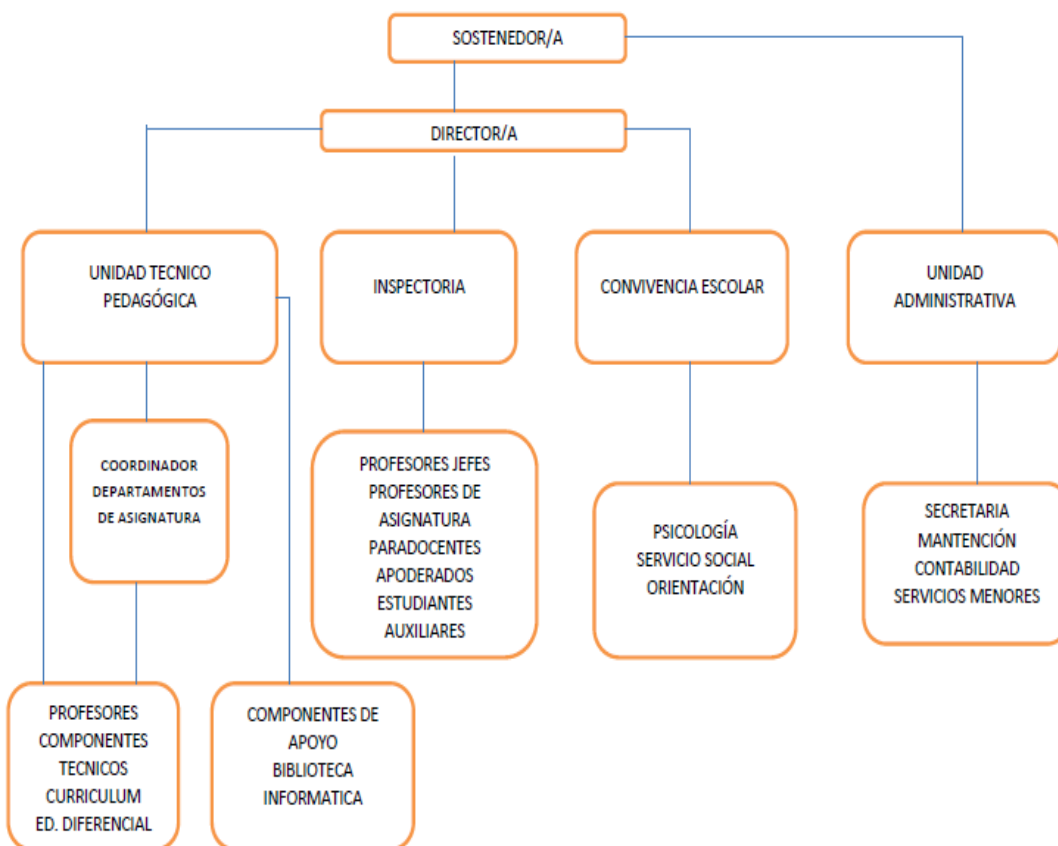 SOSTENEDOR/A
DIRECTOR/A
UNIDAD TECNICO
PEDAGÓGICA
INSPECTORIA
CONVIVENCIA ESCOLAR
UNIDAD
ADMINISTRATIVA
COORDINADOR
DEPARTAMENTOS
DE ASIGNATURA
PROFESORES JEFES
PROFESORES DE
ASIGNATURA
PARADOCENTES
APODERADOS
ESTUDIANTES
AUXILIARES
PSICOLOGÍA
SERVICIO SOCIAL
ORIENTACIÓN
SECRETARIA
MANTENCIÓN
CONTABILIDAD
SERVICIOS MENORES
PROFESORES
COMPONENTES
TECNICOS
CURRICULUM
ED. DIFERENCIAL
COMPONENTES DE
APOYO
BIBLIOTECA
INFORMATICA